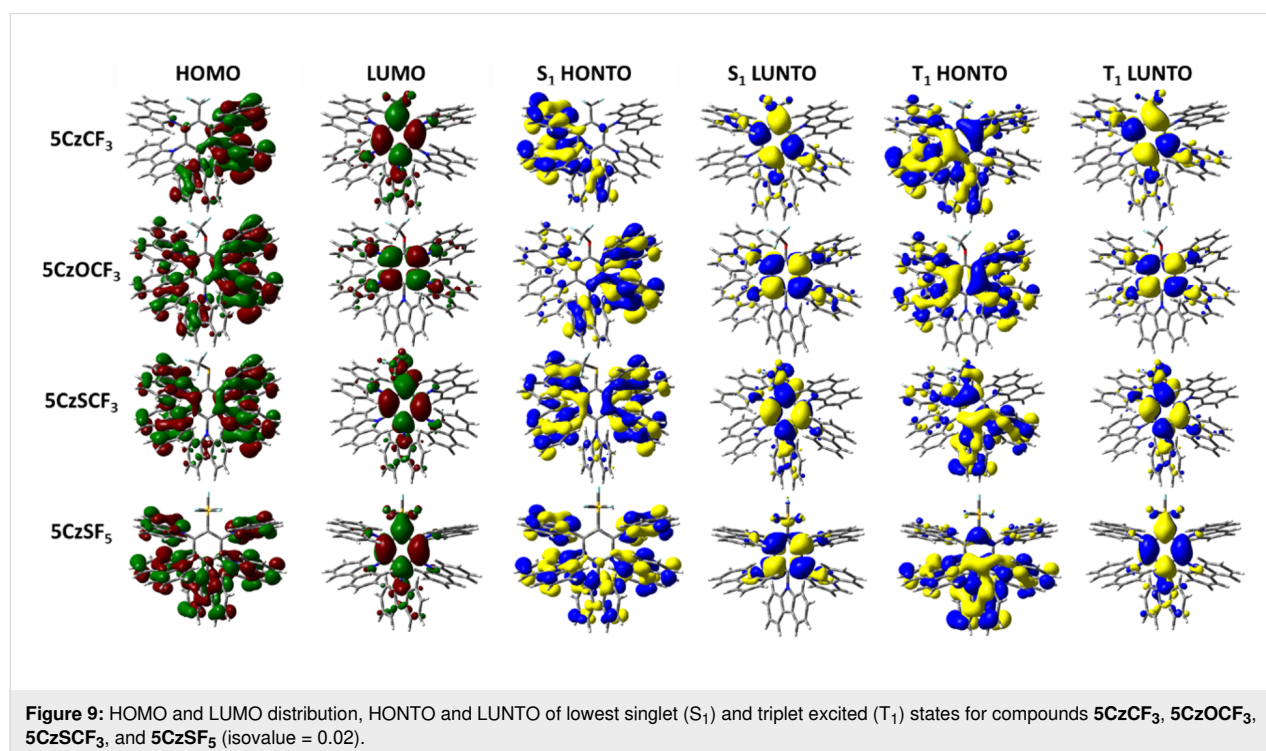 HOMO LUMO S₁ HONTO S₁ LUNTO T₁ HONTO T₁ LUNTO
5CzCF₃
5CzOCF₃
5CzSCF₃
5CzSF₅
Figure 9: HOMO and LUMO distribution, HONTO and LUNTO of lowest singlet (S₁) and triplet excited (T₁) states for compounds 5CzCF₃, 5CzOCF₃,
5CzSCF₃, and 5CzSF₅ (isovalue = 0.02).